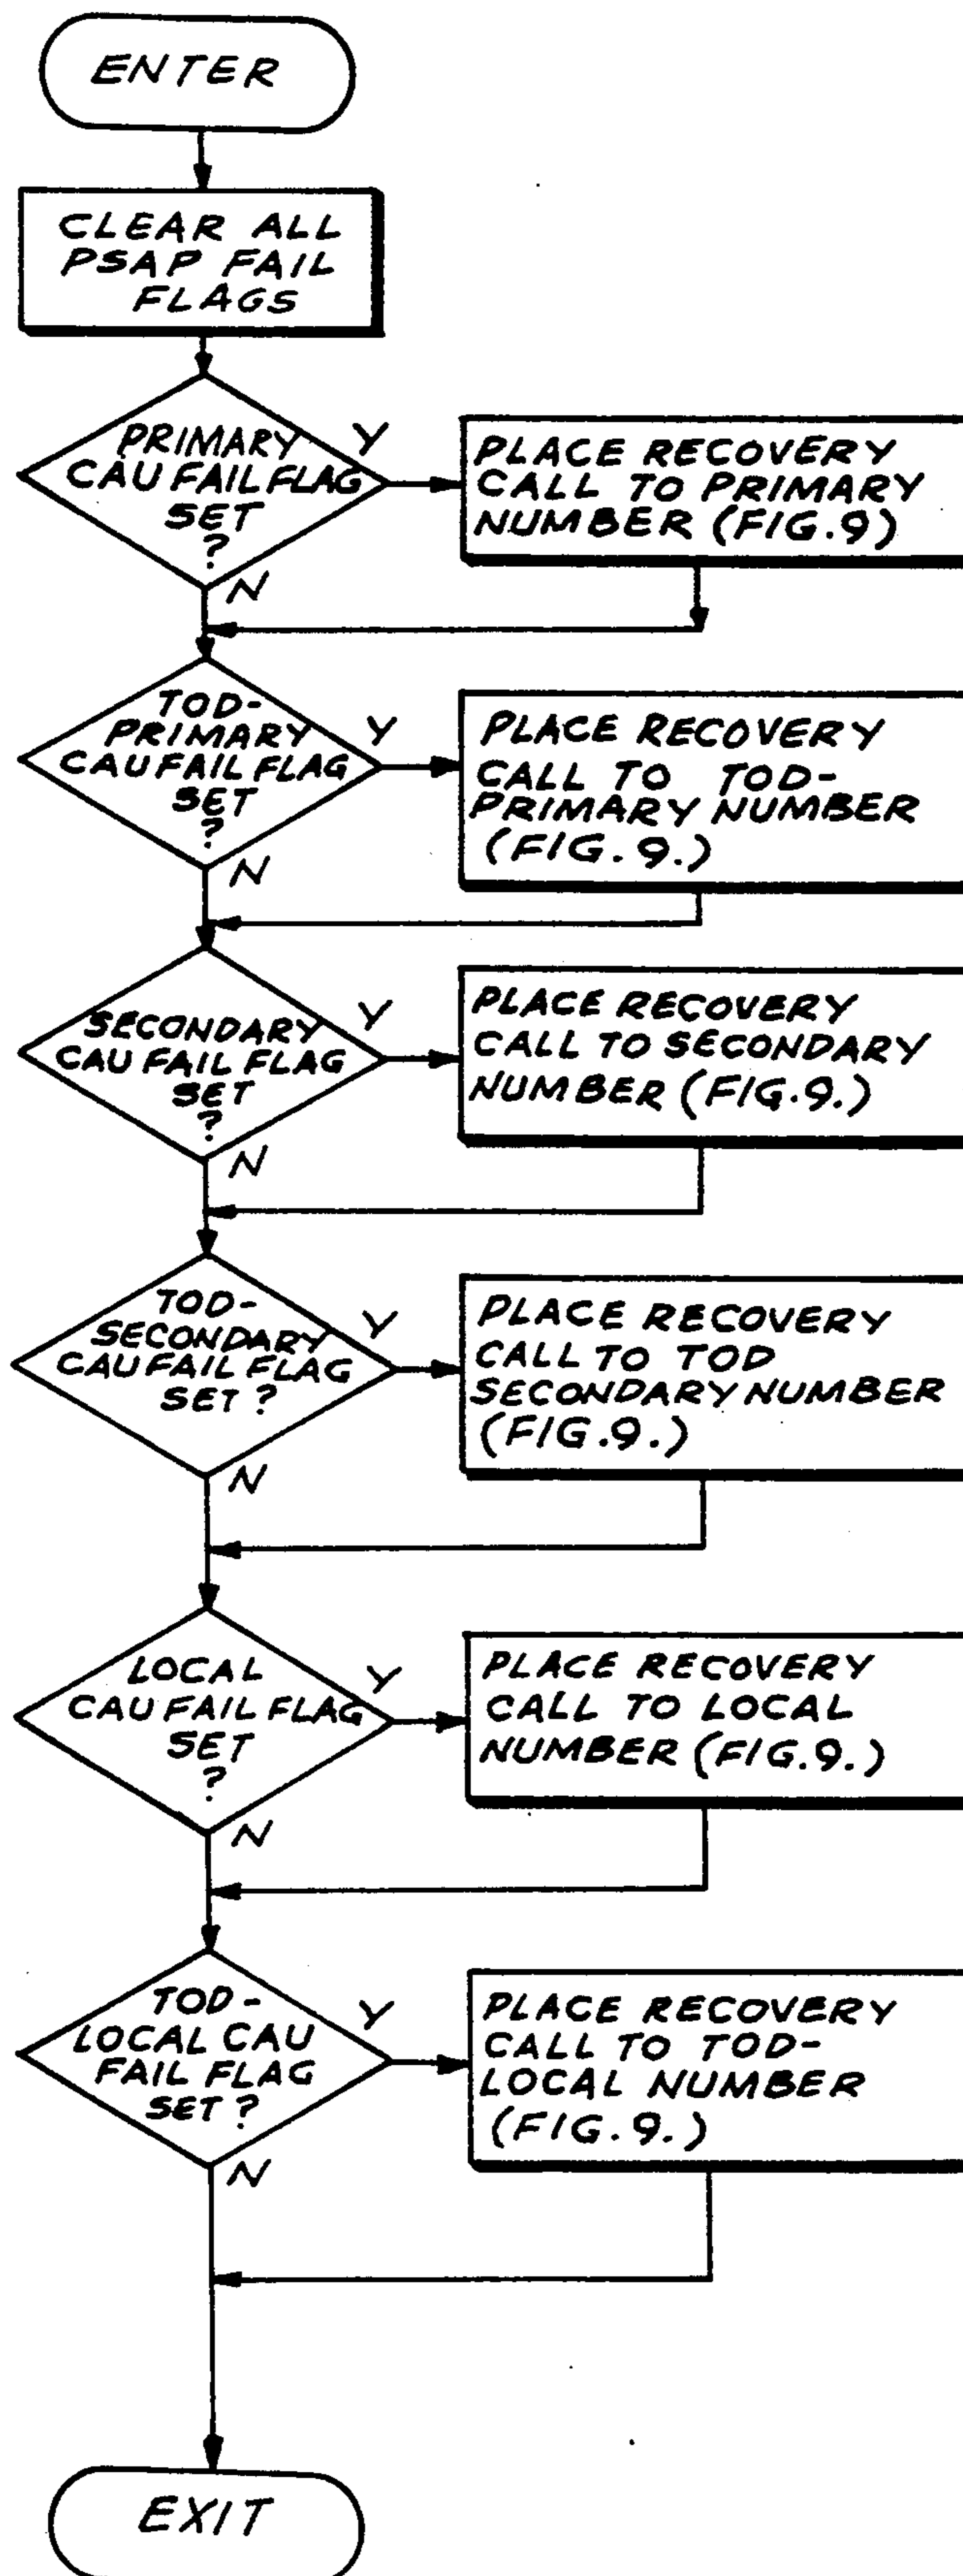 ENTER
CLEAR ALL
PSAP FAIL
FLAGS
PRIMARY
CAU FAIL FLAG
SET
?
Y
N
PLACE RECOVERY
CALL TO PRIMARY
NUMBER (FIG.9)
TOD-
PRIMARY
CAU FAIL FLAG
SET
?
Y
N
PLACE RECOVERY
CALL TO TOD-
PRIMARY NUMBER
(FIG. 9.)
SECONDARY
CAU FAIL FLAG
SET
?
Y
N
PLACE RECOVERY
CALL TO SECONDARY
NUMBER (FIG.9.)
TOD-
SECONDARY
CAU FAIL FLAG
SET ?
Y
N
PLACE RECOVERY
CALL TO TOD
SECONDARY NUMBER
(FIG.9.)
LOCAL
CAU FAIL FLAG
SET
?
Y
N
PLACE RECOVERY
CALL TO LOCAL
NUMBER (FIG.9.)
TOD-
LOCAL CAU
FAIL FLAG
SET ?
Y
N
PLACE RECOVERY
CALL TO TOD-
LOCAL NUMBER
(FIG. 9.)
EXIT